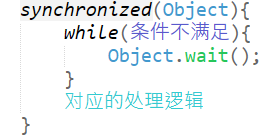 synchronized(Object){
while(条件不满足){
Object.wait();
}
对应的处理逻辑
}